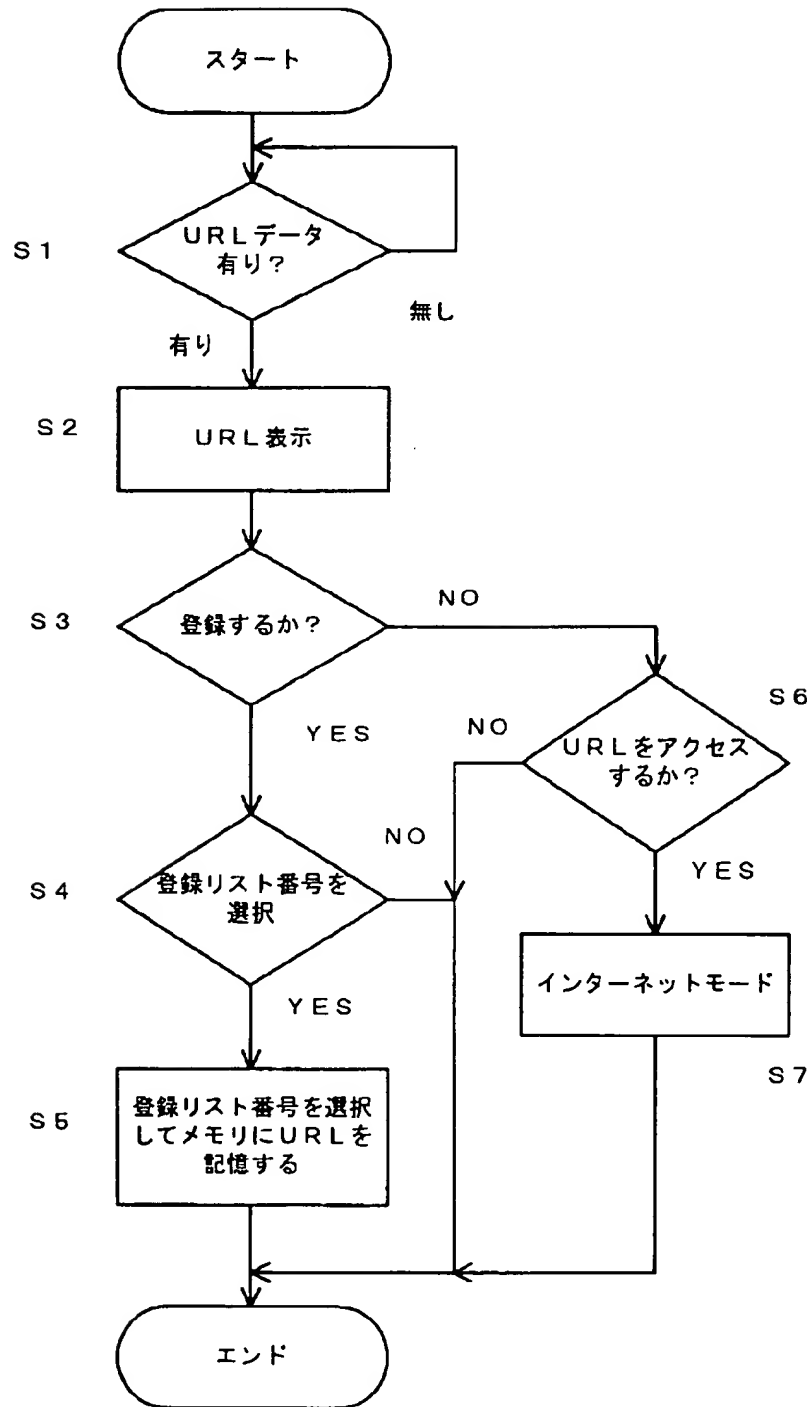 スタート
S1
URLデータ
有り?
無し
有り
S2
URL表示
S3
登録するか?
NO
YES
S6
URLをアクセス
するか?
NO
YES
S4
登録リスト番号を
選択
NO
YES
インターネットモード
S7
S5
登録リスト番号を選択
してメモリにURLを
記憶する
エンド